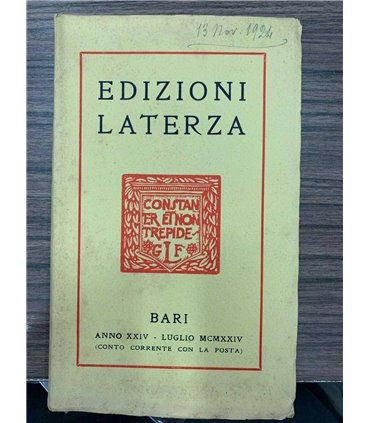 13 Nov. 1924
EDIZIONI
LATERZA
CONSTAN
ER ET NON
TREPIDE
G L F
BARI
ANNO XXIV - LUGLIO MCMXXIV
(CONTO CORRENTE CON LA POSTA)